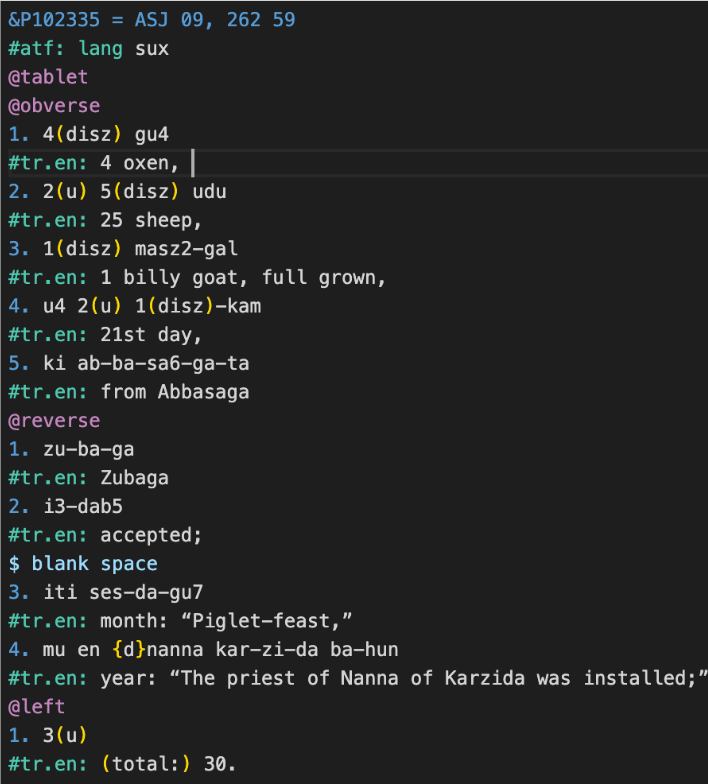 &P102335 = ASJ 09, 262 59
#atf: lang sux
@tablet
@obverse
1. 4(disz) gu4
#tr.en: 4 oxen,
2. 2(u) 5(disz) udu
#tr.en: 25 sheep,
3. 1(disz) masz2-gal
#tr.en: 1 billy goat, full grown,
4. u4 2(u) 1(disz)-kam
#tr.en: 21st day,
5. ki ab-ba-sa6-ga-ta
#tr.en: from Abbasaga
@reverse
1. zu-ba-ga
#tr.en: Zubaga
2. i3-dab5
#tr.en: accepted;
$ blank space
3. iti ses-da-gu7
#tr.en: month: “Piglet-feast,”
4. mu en {d}nanna kar-zi-da ba-hun
#tr.en: year: “The priest of Nanna of Karzida was installed;”
@left
1. 3(u)
#tr.en: (total:) 30.